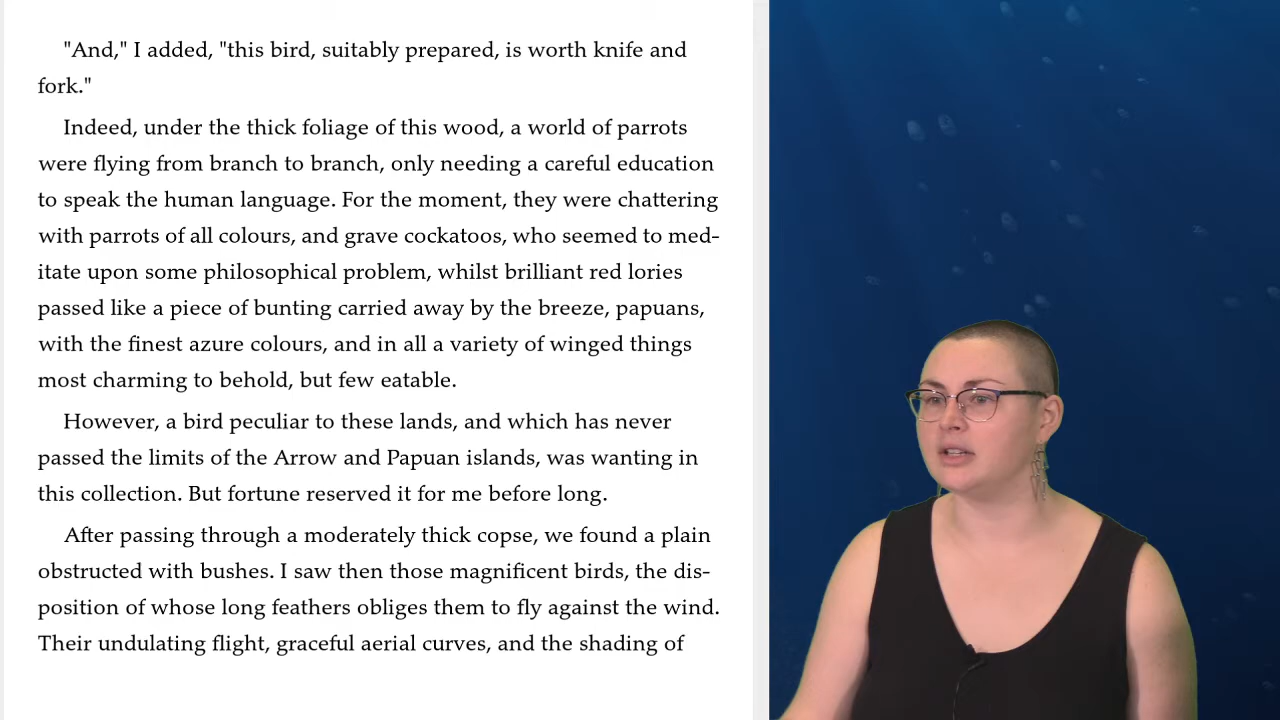 "And," I added, "this bird, suitably prepared, is worth knife and
fork."
Indeed, under the thick foliage of this wood, a world of parrots
were flying from branch to branch, only needing a careful education
to speak the human language. For the moment, they were chattering
with parrots of all colours, and grave cockatoos, who seemed to med-
itate upon some philosophical problem, whilst brilliant red lories
passed like a piece of bunting carried away by the breeze, papuans,
with the finest azure colours, and in all a variety of winged things
most charming to behold, but few eatable.
However, a bird peculiar to these lands, and which has never
passed the limits of the Arrow and Papuan islands, was wanting in
this collection. But fortune reserved it for me before long.
After passing through a moderately thick copse, we found a plain
obstructed with bushes. I saw then those magnificent birds, the dis-
position of whose long feathers obliges them to fly against the wind.
Their undulating flight, graceful aerial curves, and the shading of